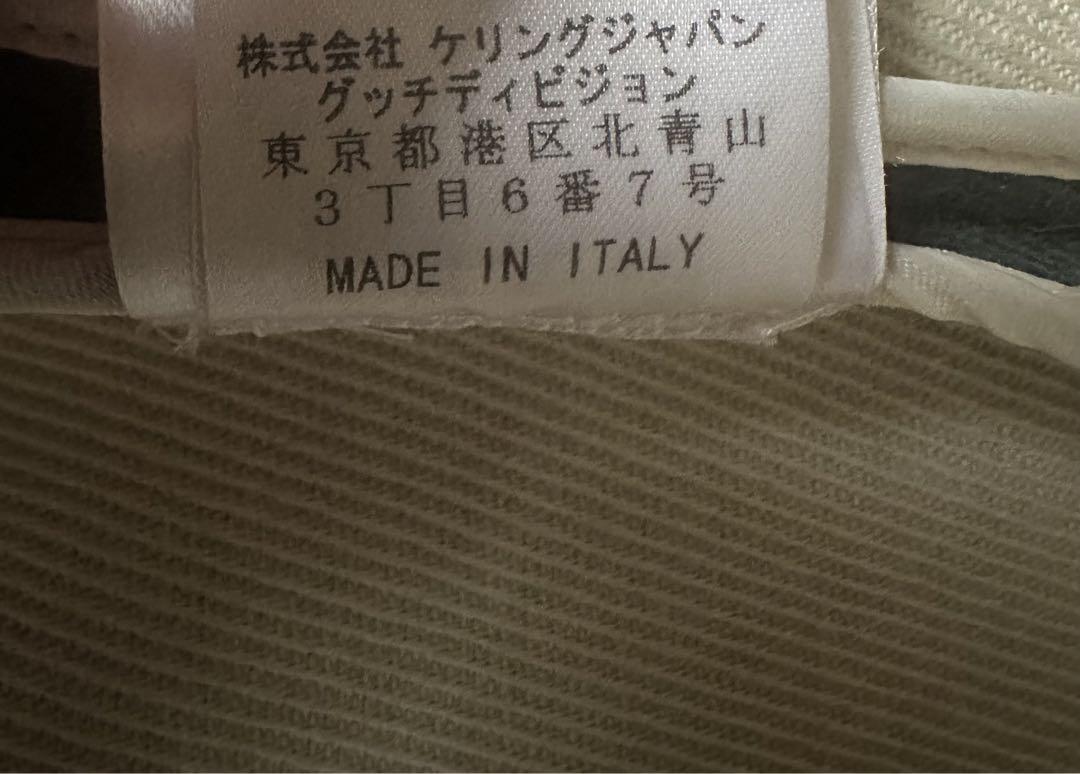 株式会社 ケリングジャパン
グッチディビジョン
東京都港区北青山
3丁目6番7号
MADE IN ITALY